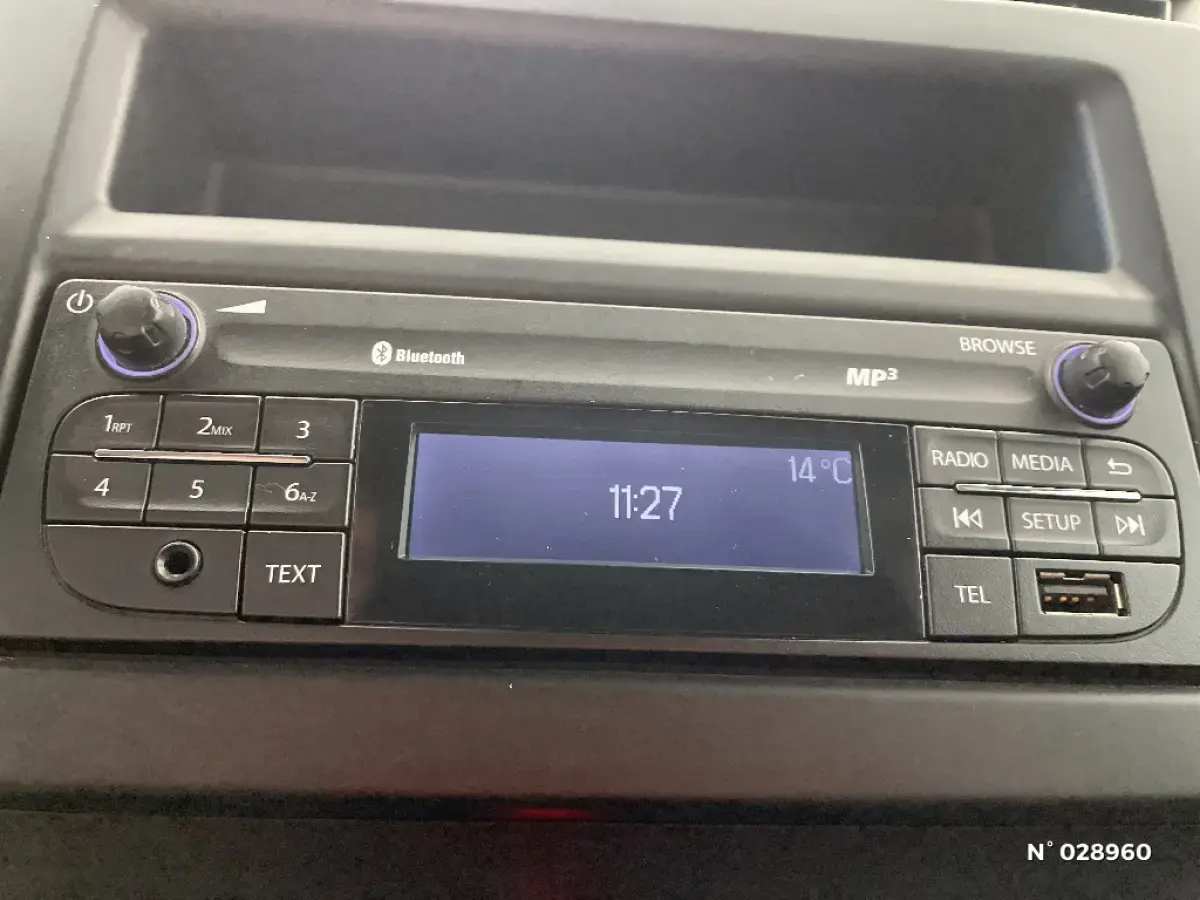 Bluetooth
BROWSE
MP3
1RPT 2MIX 3
4 5 6A-Z
TEXT
14°C
11:27
RADIO MEDIA
SETUP
TEL
N° 028960